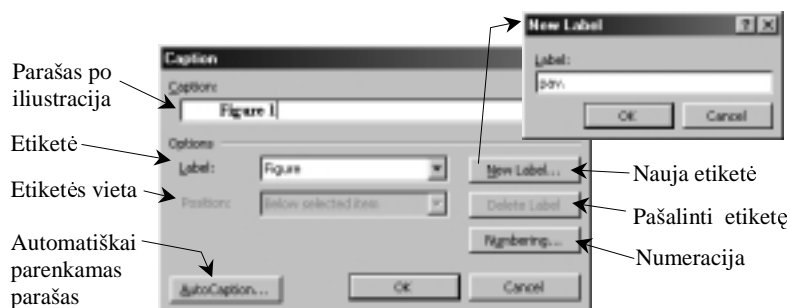 New Label
Label:
pav.
OK Cancel
Caption
Caption:
Figure 1
Options
Label: Figure New Label...
Position: Below selected item Delete Label
Numbering...
AutoCaption... OK Cancel
Parašas po
iliustracija
Etiketė
Etiketės vieta
Automatiškai
parenkamas
parašas
Nauja etiketė
Pašalinti etiketę
Numeracija